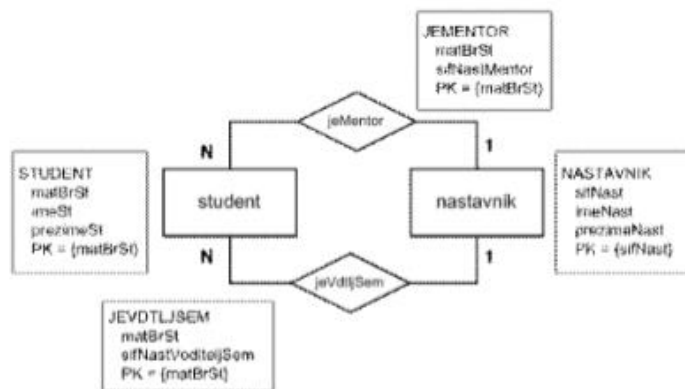 JEMENTOR
matBrSt
sifNastMentor
PK = {matBrSt}
jeMentor
N
1
STUDENT
matBrSt
imeSt
prezimeSt
PK = {matBrSt}
student
nastavnik
NASTAVNIK
sifNast
imeNast
prezimeNast
PK = {sifNast}
N
1
jeVdtljSem
JEVDTLJSEM
matBrSt
sifNastVoditeljSem
PK = {matBrSt}